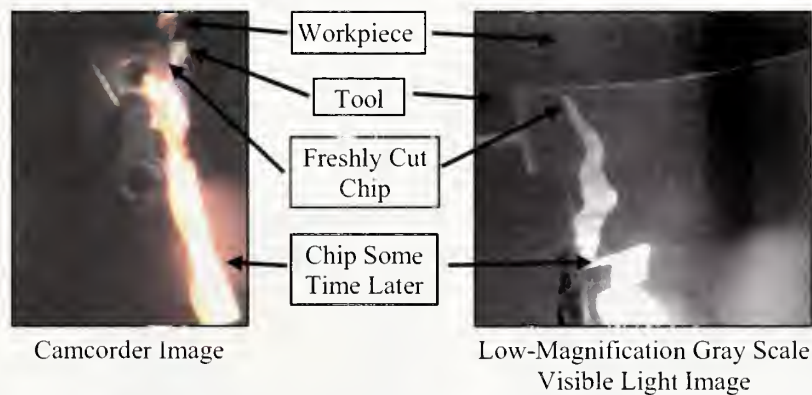 Workpiece
Tool
Freshly Cut
Chip
Chip Some
Time Later
Camcorder Image
Low-Magnification Gray Scale
Visible Light Image